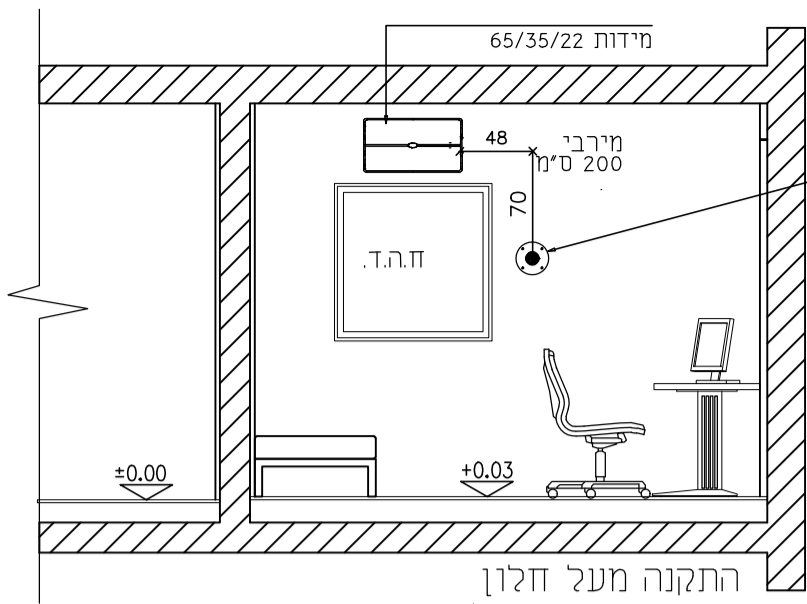 מידות 65/35/22
48
מירבי
200 ס"מ
70
ח.ה.ד.
±0.00
+0.03
התקנה מעל חלון